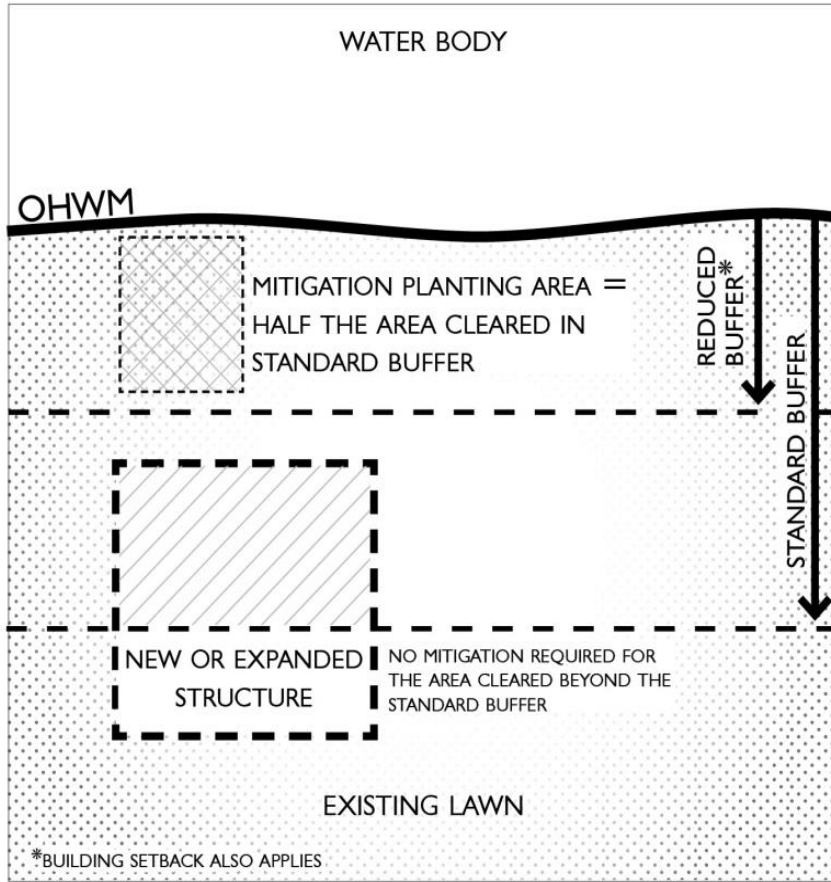 WATER BODY
OHWM
MITIGATION PLANTING AREA =
HALF THE AREA CLEARED IN
STANDARD BUFFER
REDUCED
BUFFER*
STANDARD BUFFER
NEW OR EXPANDED
STRUCTURE
NO MITIGATION REQUIRED FOR
THE AREA CLEARED BEYOND THE
STANDARD BUFFER
EXISTING LAWN
*BUILDING SETBACK ALSO APPLIES